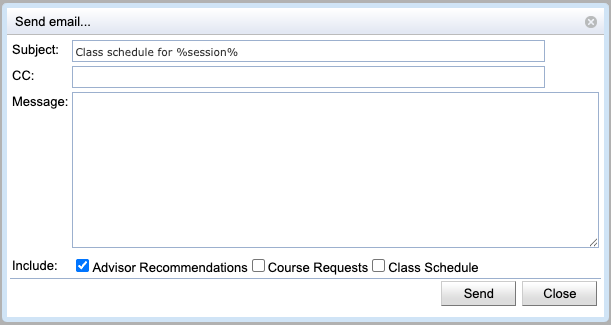 Send email...
Subject: Class schedule for %session%
CC:
Message:
Include: Advisor Recommendations Course Requests Class Schedule
Send Close